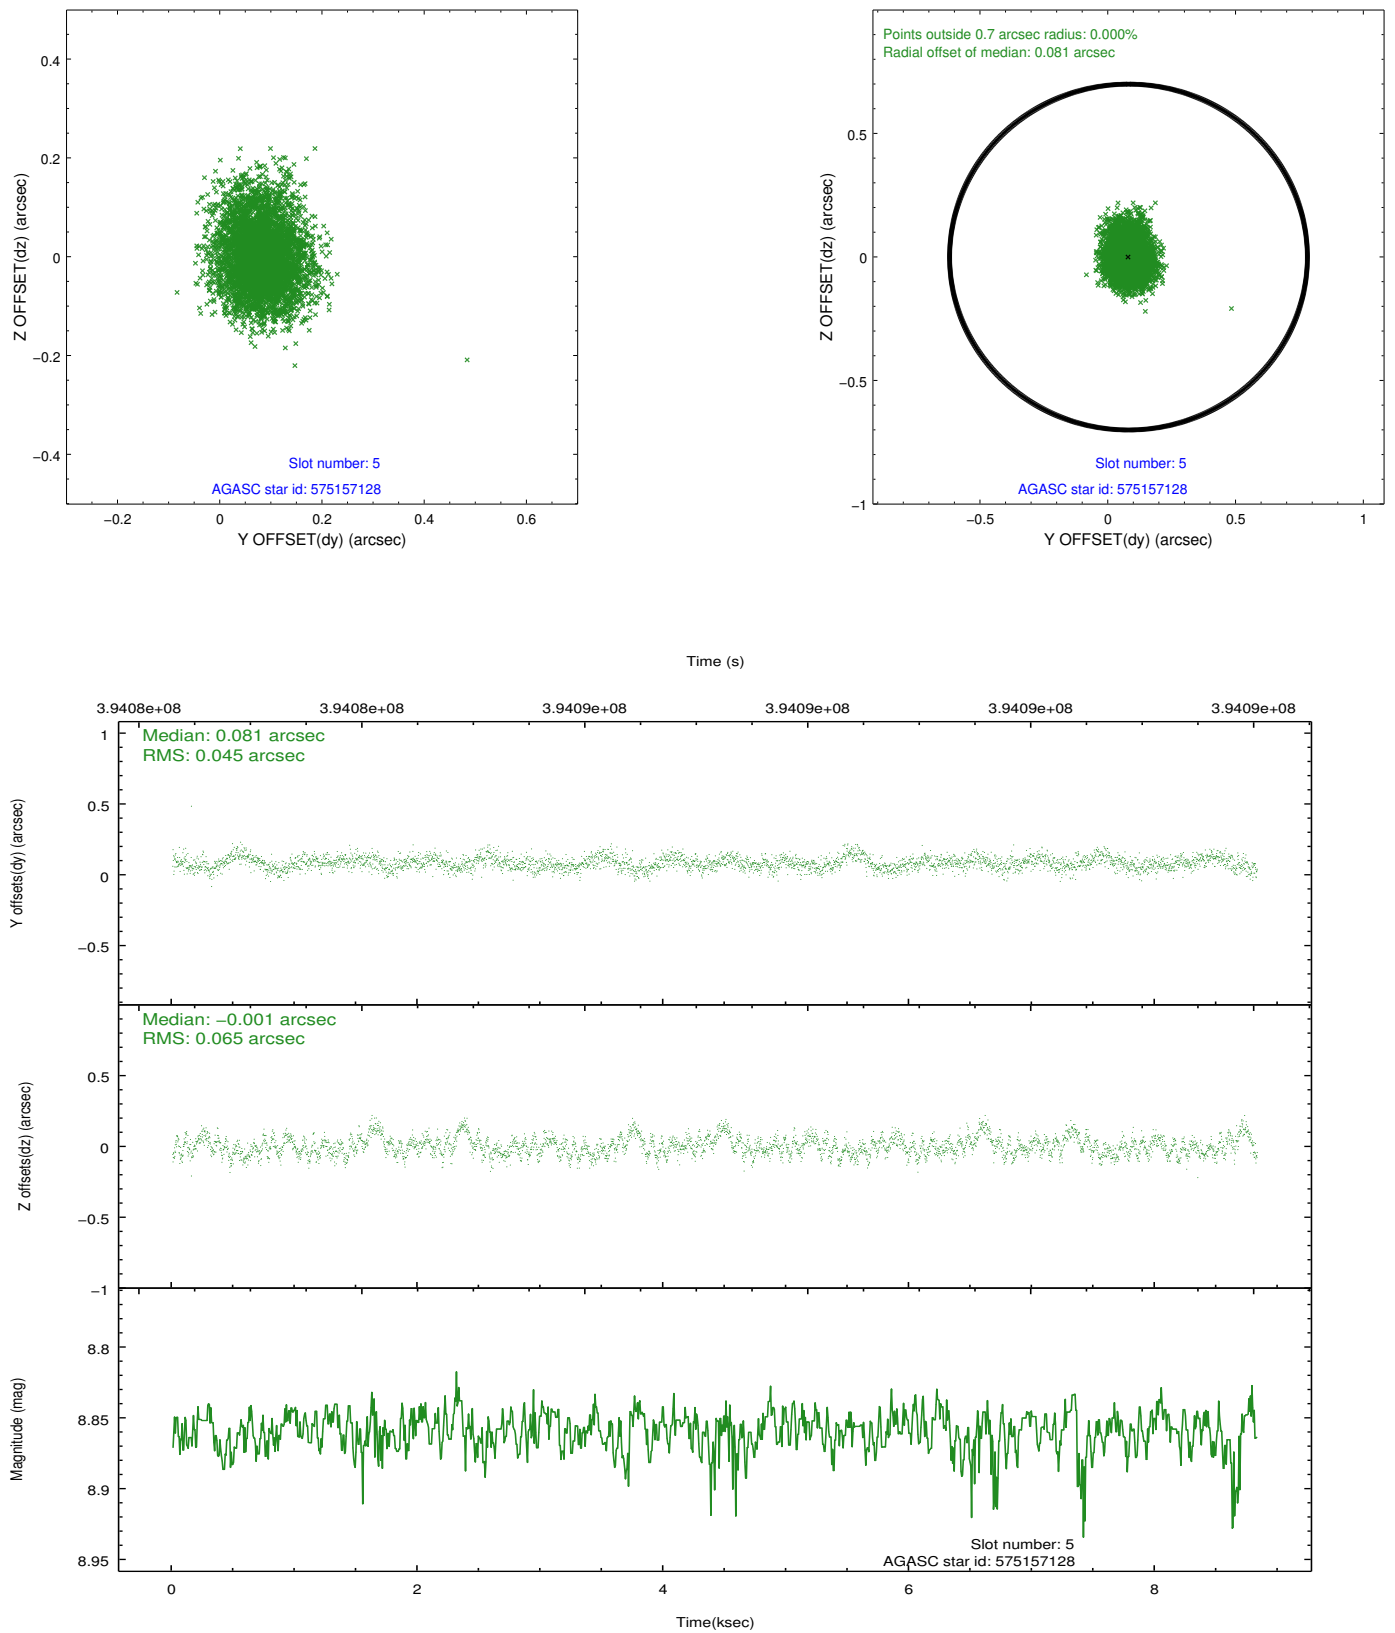 0.4
0.2
0
−0.2
−0.4
Z OFFSET(dz) (arcsec)
Slot number: 5
AGASC star id: 575157128
−0.2 0 0.2 0.4 0.6
Y OFFSET(dy) (arcsec)
Points outside 0.7 arcsec radius: 0.000%
Radial offset of median: 0.081 arcsec
0.5
0
−0.5
−1
Z OFFSET(dz) (arcsec)
Slot number: 5
AGASC star id: 575157128
−0.5 0 0.5 1
Y OFFSET(dy) (arcsec)
Time (s)
3.9408e+08 3.9408e+08 3.9409e+08 3.9409e+08 3.9409e+08 3.9409e+08
Median: 0.081 arcsec
RMS: 0.045 arcsec
1
0.5
0
−0.5
Y offsets(dy) (arcsec)
Median: −0.001 arcsec
RMS: 0.065 arcsec
0.5
0
−0.5
−1
Z offsets(dz) (arcsec)
8.8
8.85
8.9
8.95
Magnitude (mag)
Slot number: 5
AGASC star id: 575157128
0 2 4 6 8
Time(ksec)